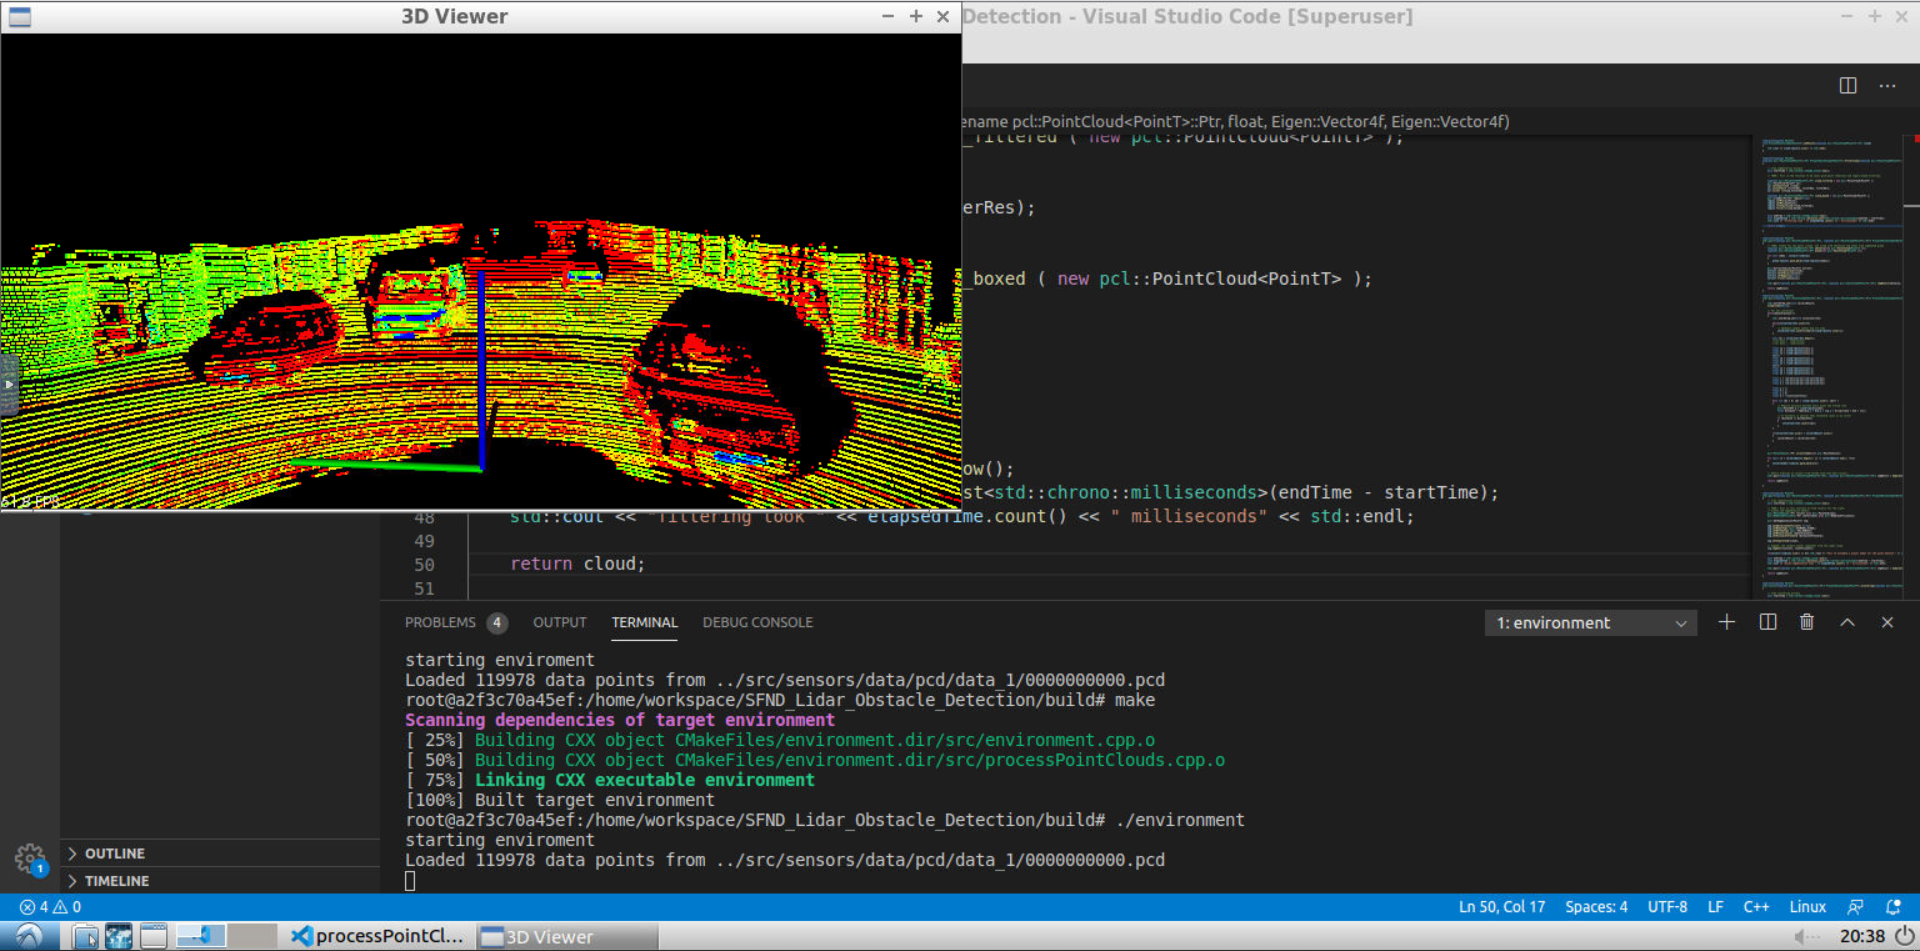 3D Viewer
Detection - Visual Studio Code [Superuser]
ename pcl::PointCloud<PointT>::Ptr, float, Eigen::Vector4f, Eigen::Vector4f)
_filtered ( new pcl::PointCloud<PointT> );
erRes);
_boxed ( new pcl::PointCloud<PointT> );
ow();
st<std::chrono::milliseconds>(endTime - startTime);
61.8 FPS
48 std::cout << "filtering took " << elapsedTime.count() << " milliseconds" << std::endl;
49
50 return cloud;
51
PROBLEMS 4 OUTPUT TERMINAL DEBUG CONSOLE 1: environment
starting enviroment
Loaded 119978 data points from ../src/sensors/data/pcd/data_1/0000000000.pcd
root@a2f3c70a45ef:/home/workspace/SFND_Lidar_Obstacle_Detection/build# make
Scanning dependencies of target environment
[ 25%] Building CXX object CMakeFiles/environment.dir/src/environment.cpp.o
[ 50%] Building CXX object CMakeFiles/environment.dir/src/processPointClouds.cpp.o
[ 75%] Linking CXX executable environment
[100%] Built target environment
root@a2f3c70a45ef:/home/workspace/SFND_Lidar_Obstacle_Detection/build# ./environment
starting enviroment
Loaded 119978 data points from ../src/sensors/data/pcd/data_1/0000000000.pcd
OUTLINE
TIMELINE
1
4 0 Ln 50, Col 17 Spaces: 4 UTF-8 LF C++ Linux
processPointCl... 3D Viewer 20:38